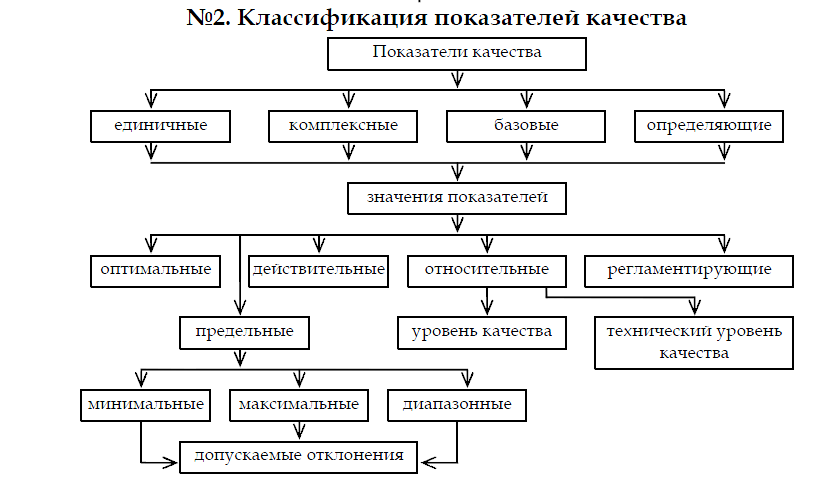 №2. Классификация показателей качества
Показатели качества
единичные
комплексные
базовые
определяющие
значения показателей
оптимальные
действительные
относительные
регламентирующие
предельные
уровень качества
технический уровень
качества
минимальные
максимальные
диапазонные
допускаемые отклонения